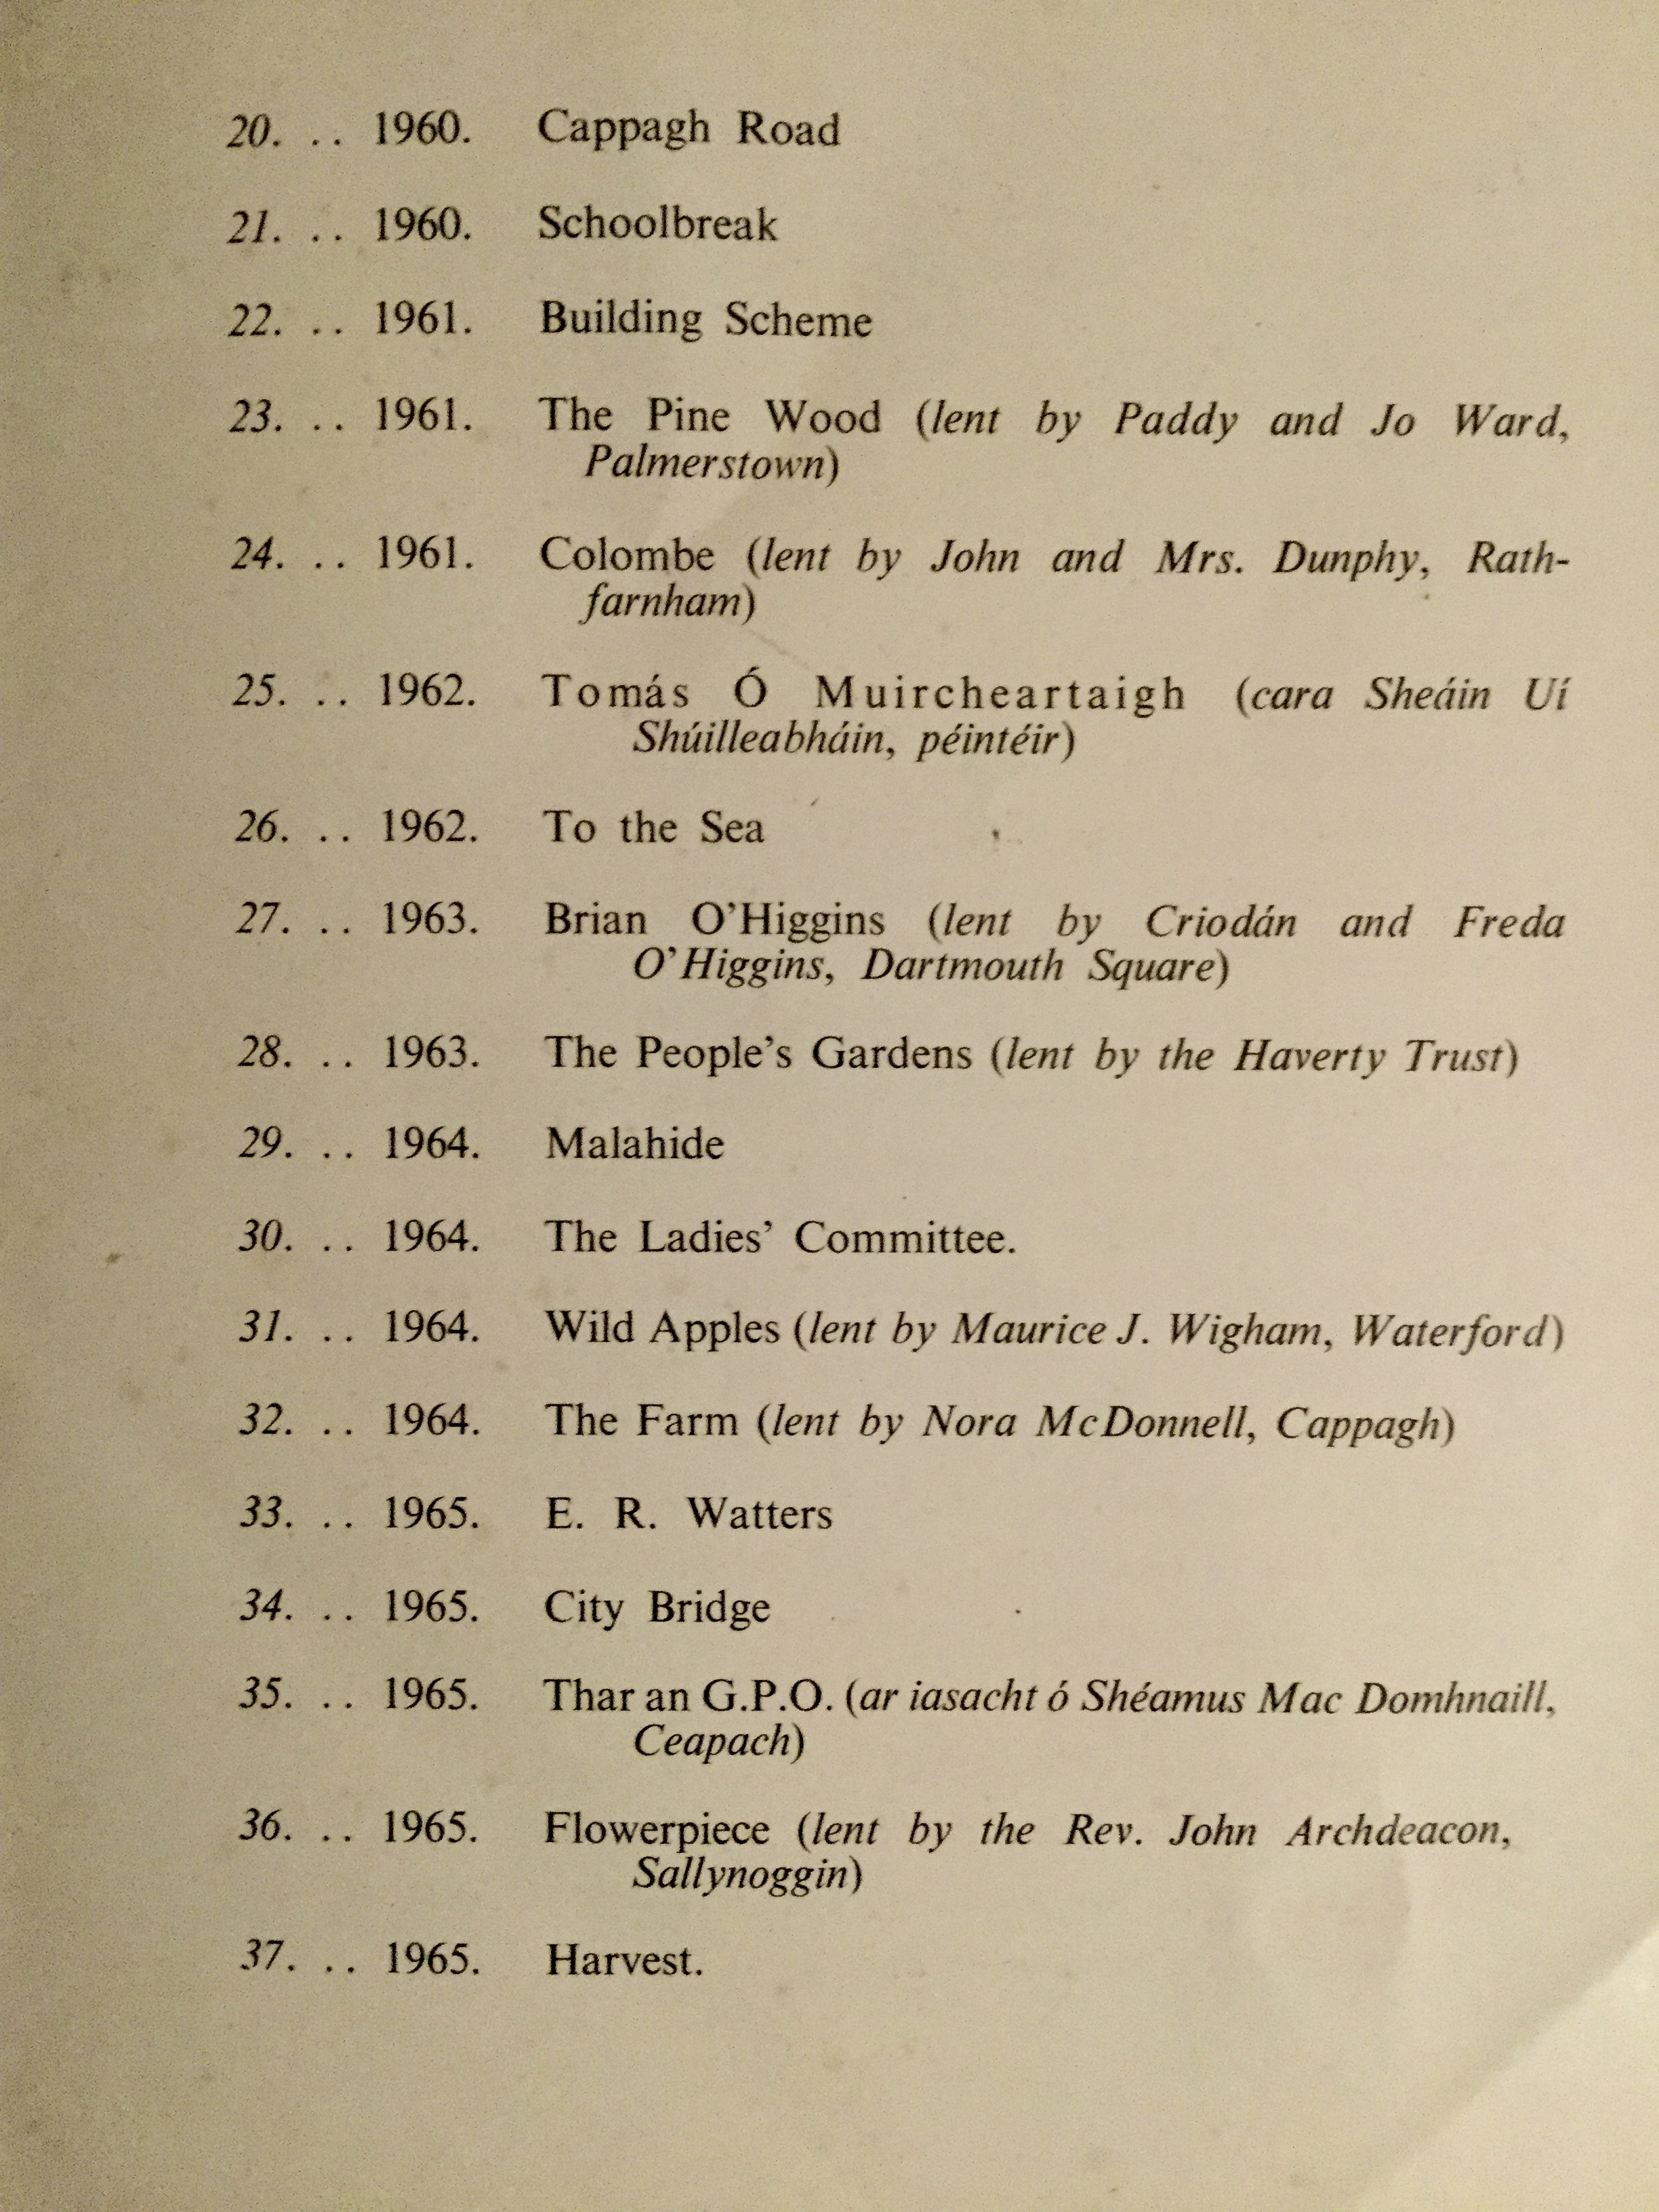 20. .. 1960. Cappagh Road
21. .. 1960. Schoolbreak
22. .. 1961. Building Scheme
23. .. 1961. The Pine Wood (lent by Paddy and Jo Ward,
Palmerstown)
24. .. 1961. Colombe (lent by John and Mrs. Dunphy, Rath-
farnham)
25. .. 1962. Tomás Ó Muircheartaigh (cara Sheáin Uí
Shúilleabháin, péintéir)
26. .. 1962. To the Sea
27. .. 1963. Brian O'Higgins (lent by Criodán and Freda
O'Higgins, Dartmouth Square)
28. .. 1963. The People's Gardens (lent by the Haverty Trust)
29. .. 1964. Malahide
30. .. 1964. The Ladies' Committee.
31. .. 1964. Wild Apples (lent by Maurice J. Wigham, Waterford)
32. .. 1964. The Farm (lent by Nora McDonnell, Cappagh)
33. .. 1965. E. R. Watters
34. .. 1965. City Bridge
35. .. 1965. Thar an G.P.O. (ar iasacht ó Shéamus Mac Domhnaill,
Ceapach)
36. .. 1965. Flowerpiece (lent by the Rev. John Archdeacon,
Sallynoggin)
37. .. 1965. Harvest.